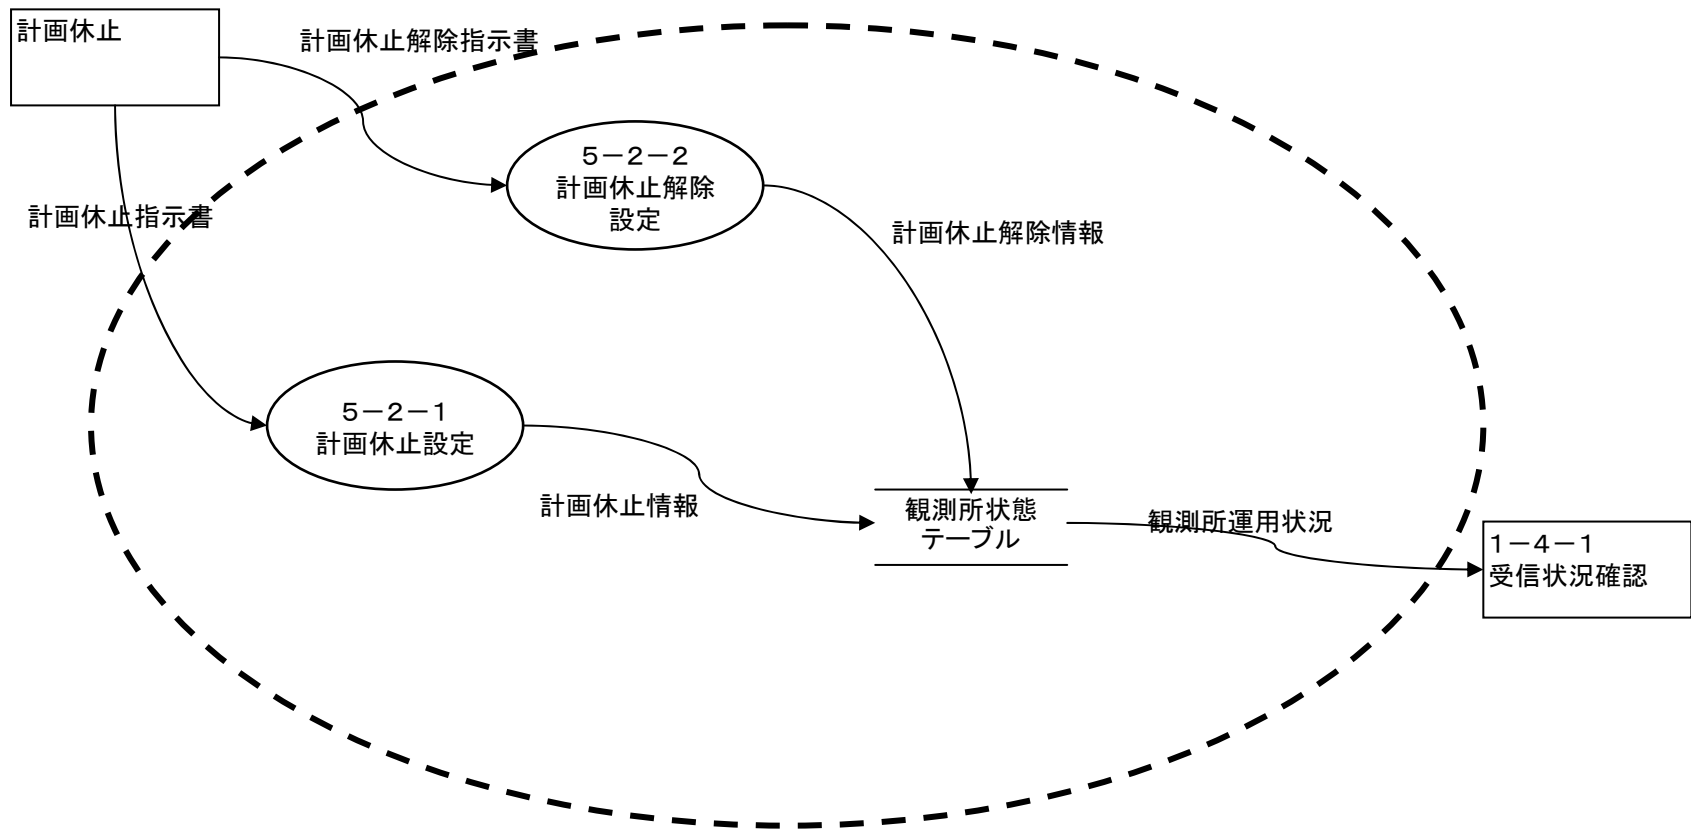 計画休止
計画休止解除指示書
5－2－2
計画休止解除
設定
計画休止指示書
計画休止解除情報
5－2－1
計画休止設定
計画休止情報
観測所状態
テーブル
観測所運用状況
1－4－1
受信状況確認